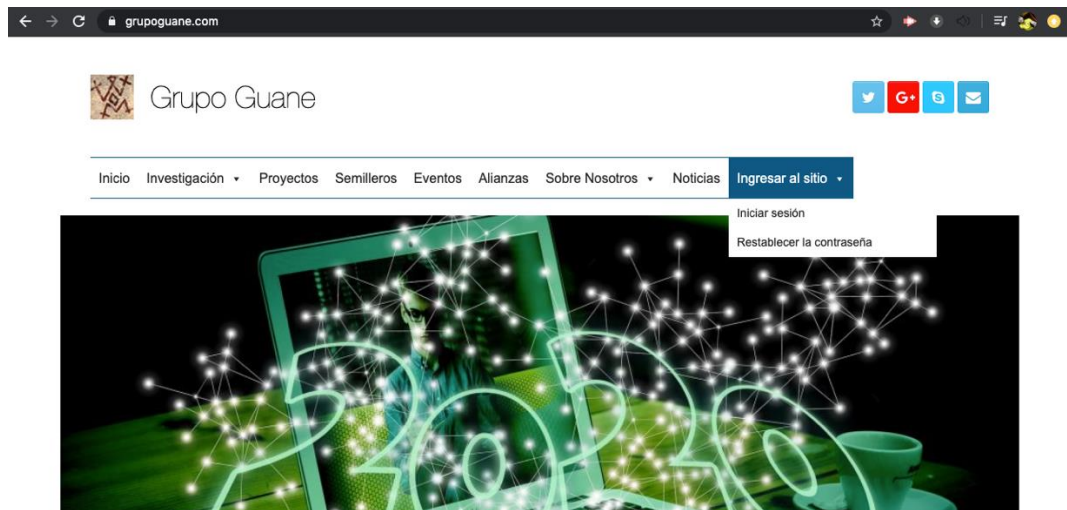 grupoguane.com
Grupo Guane
G+
Inicio Investigación Proyectos Semilleros Eventos Alianzas Sobre Nosotros Noticias Ingresar al sitio
Iniciar sesión
Restablecer la contraseña
2020